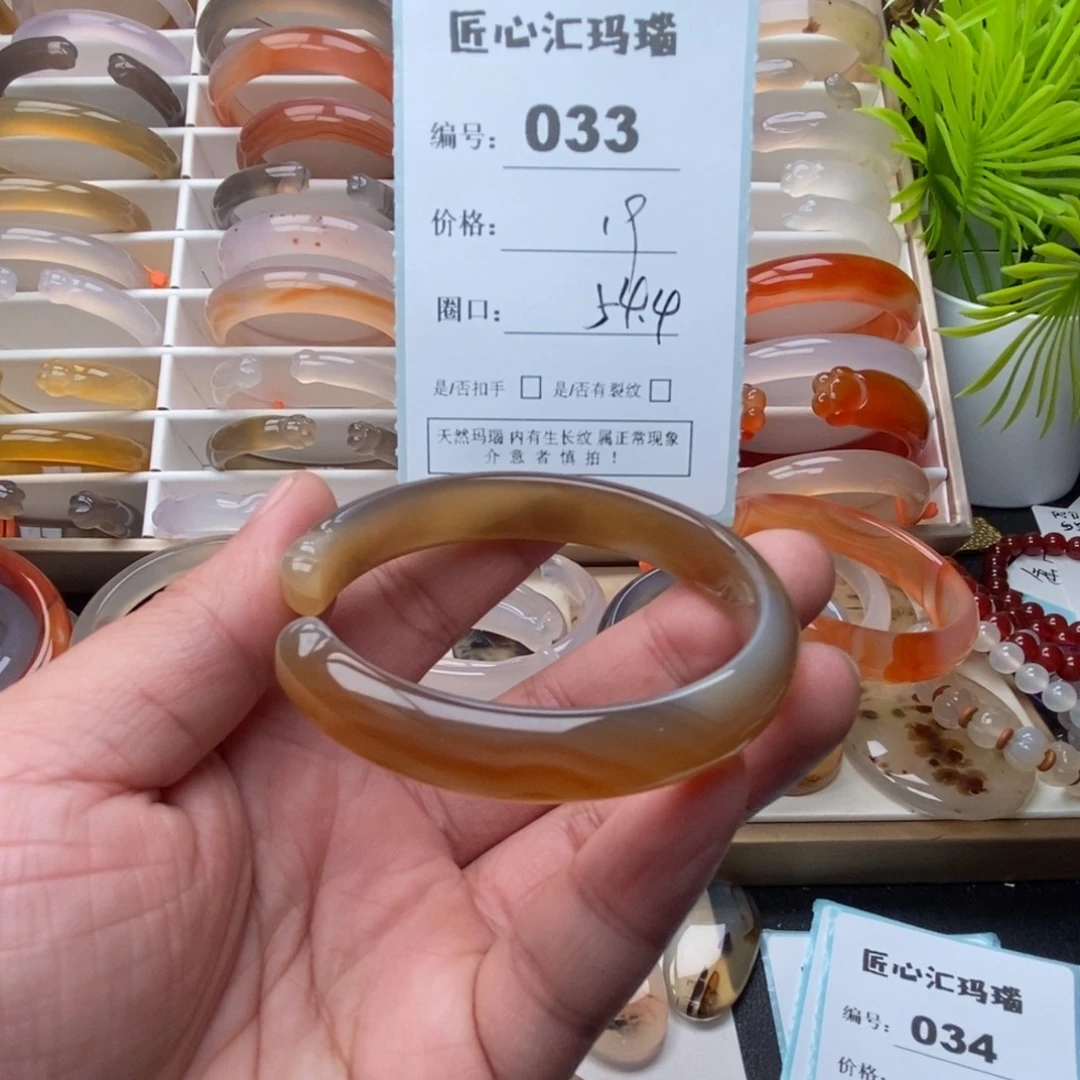 匠心汇玛瑙
编号: 033
价格: 19
圈口: 54.4
是/否扣手 □ 是/否有裂纹 □
天然玛瑙 内有生长纹 属正常现象
介意者慎拍！
匠心汇玛瑙
编号: 034
价格: